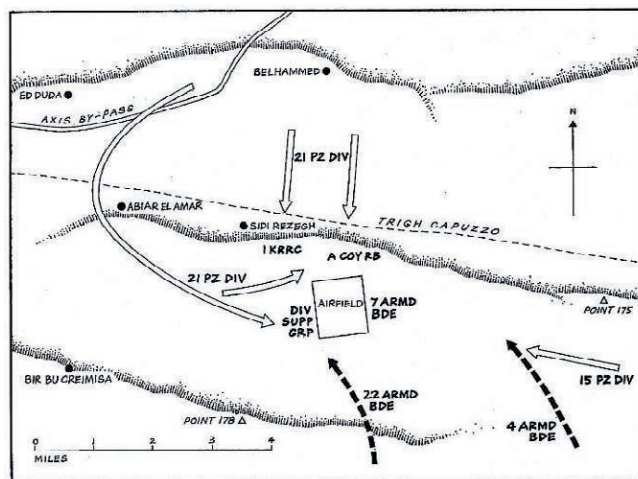 BELHAMMED
ED DUDA
AXIS BY-PASS
N
21 PZ DIV
ABIAR EL AMAR
SIDI REZEGH
TRIGH CAPUZZO
1 KRRC
A COY RB
21 PZ DIV
AIRFIELD
7 ARMD
BDE
DIV
SUPP
GRP
POINT 175
BIR BU CREIMISA
22 ARMD
BDE
15 PZ DIV
POINT 178
4 ARMD
BDE
0 1 2 3 4
MILES